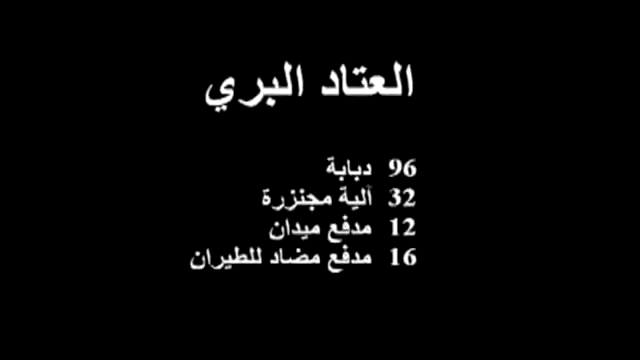 العتاد البري
96 دبابة
32 آلية مجنزرة
12 مدفع ميدان
16 مدفع مضاد للطيران